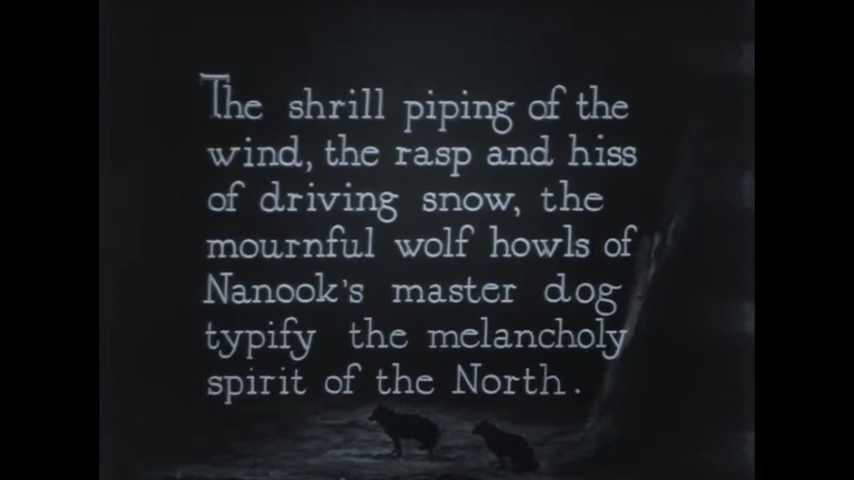 The shrill piping of the
wind, the rasp and hiss
of driving snow, the
mournful wolf howls of
Nanook's master dog
typify the melancholy
spirit of the North.